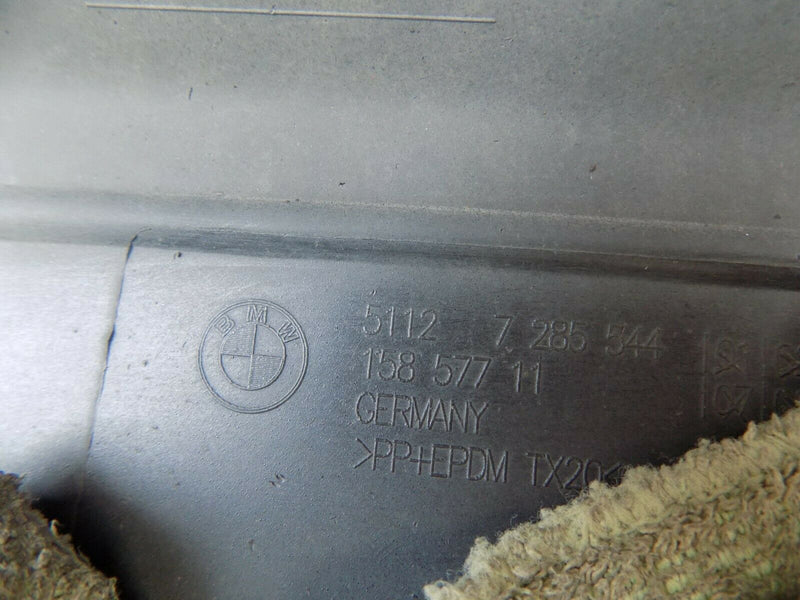 BMW
5112 7 285 544
158 577 11
GERMANY
>PP+EPDM TX20<